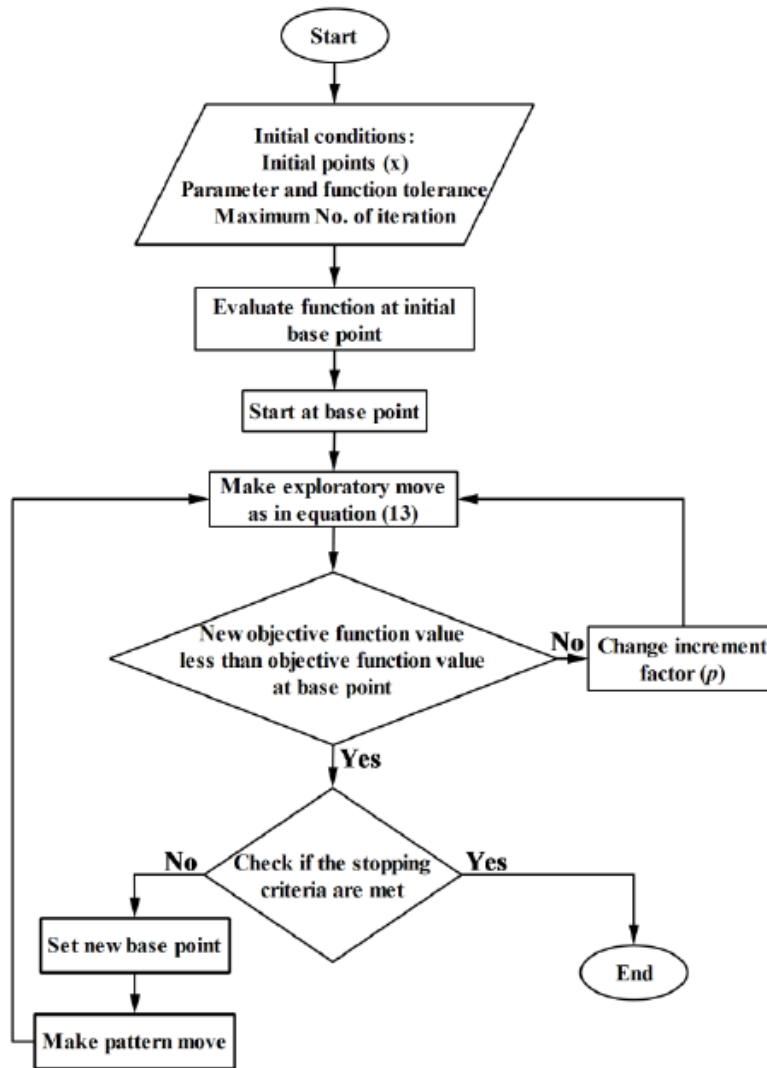 Start
Initial conditions:
Initial points (x)
Parameter and function tolerance
Maximum No. of iteration
Evaluate function at initial
base point
Start at base point
Make exploratory move
as in equation (13)
New objective function value
less than objective function value
at base point
No
Change increment
factor (p)
Yes
No
Check if the stopping
criteria are met
Yes
Set new base point
End
Make pattern move